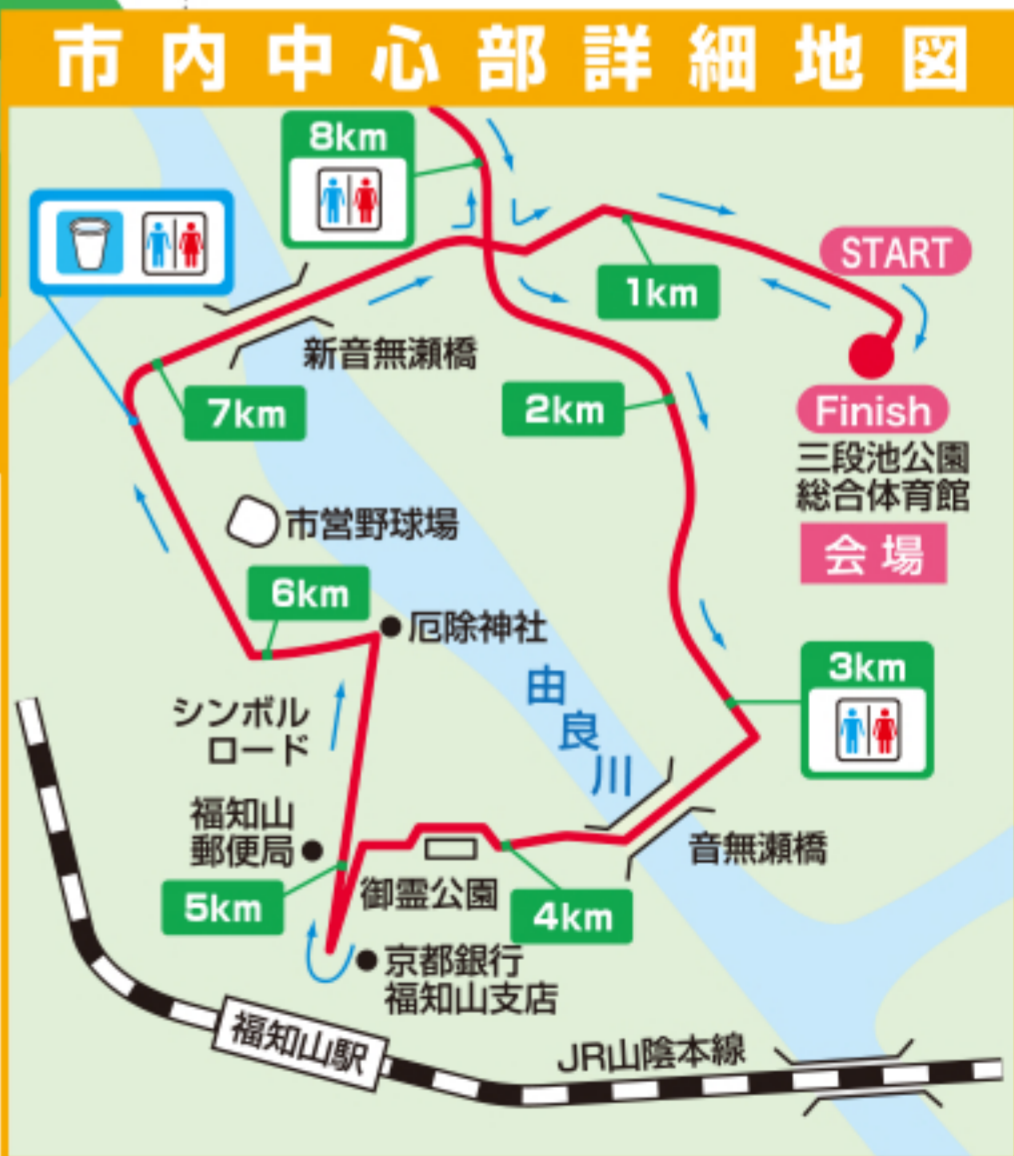 市内中心部詳細地図
8km
START
1km
新音無瀬橋
7km
2km
Finish
三段池公園
総合体育館
会場
市営野球場
6km
厄除神社
由良川
3km
シンボル
ロード
福知山
郵便局
音無瀬橋
5km
御霊公園
4km
京都銀行
福知山支店
福知山駅
JR山陰本線